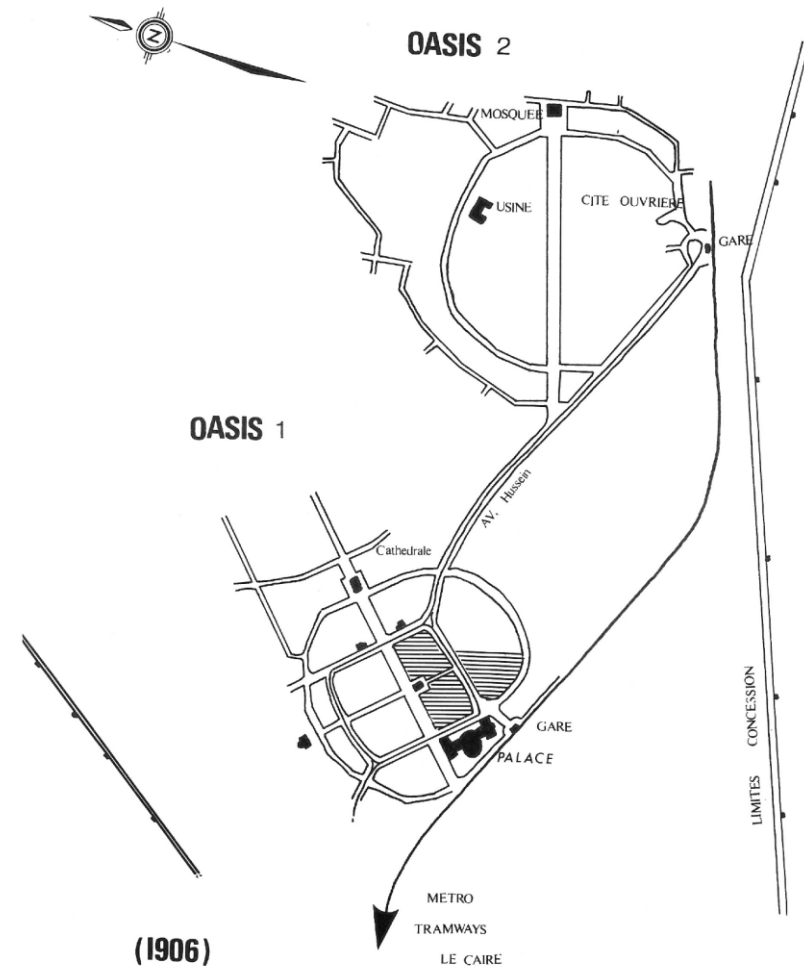 N
OASIS 2
MOSQUEE
USINE
CITE OUVRIERE
GARE
OASIS 1
AV. Hussein
Cathedrale
GARE
PALACE
LIMITES CONCESSION
METRO
TRAMWAYS
LE CAIRE
(1906)